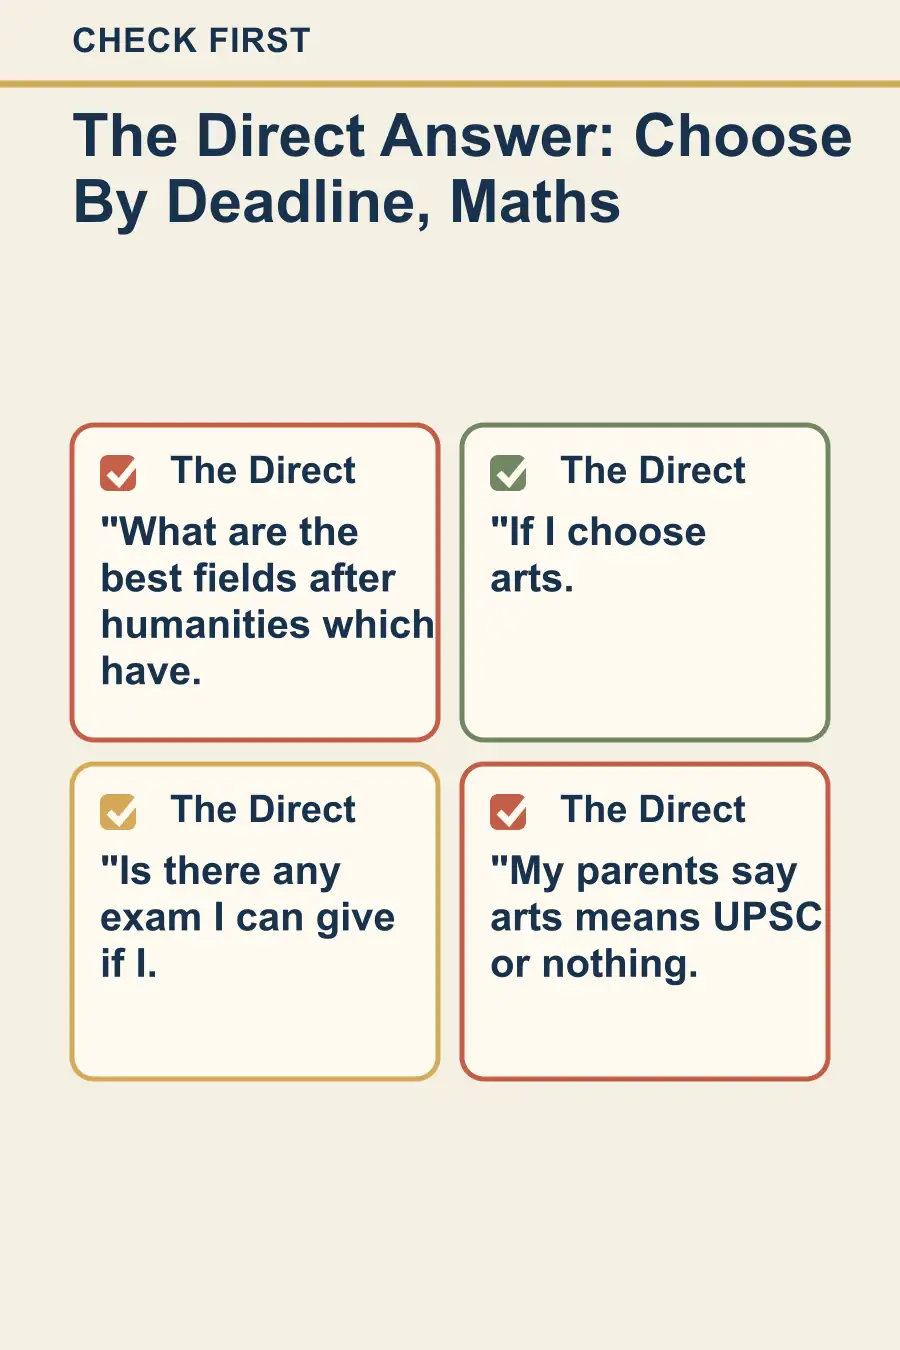 CHECK FIRST
The Direct Answer: Choose
By Deadline, Maths
The Direct
"What are the
best fields after
humanities which
have.
The Direct
"If I choose
arts.
The Direct
"Is there any
exam I can give
if I.
The Direct
"My parents say
arts means UPSC
or nothing.